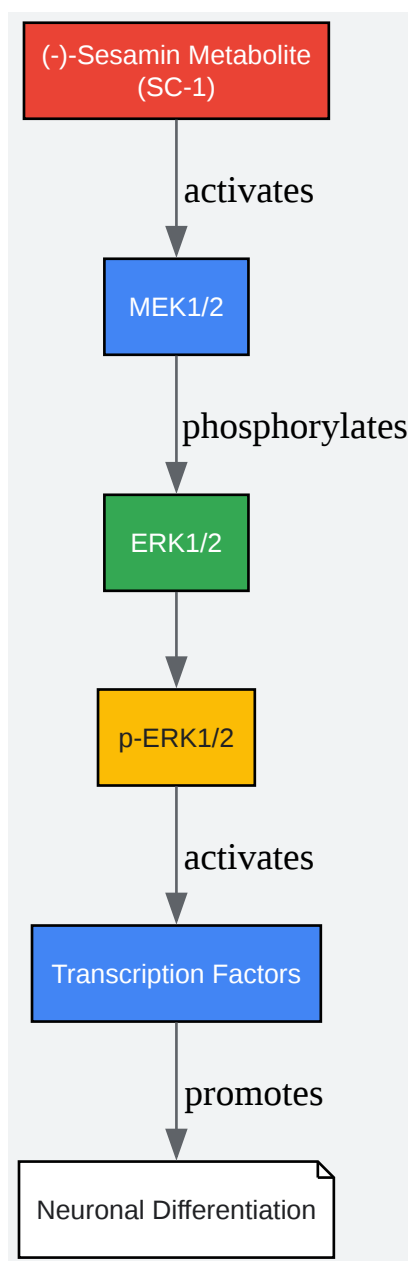 (-)-Sesamin Metabolite
(SC-1)
activates
MEK1/2
phosphorylates
ERK1/2
p-ERK1/2
activates
Transcription Factors
promotes
Neuronal Differentiation